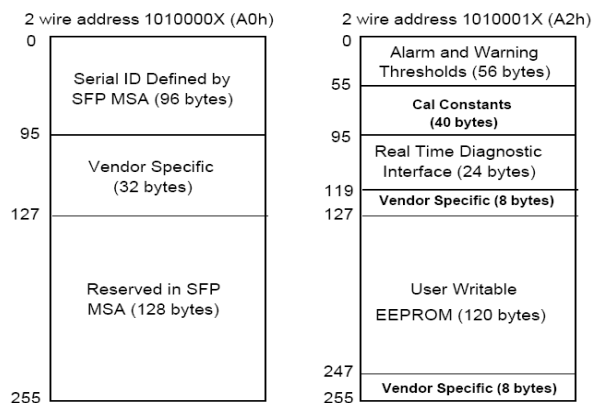 2 wire address 1010000X (A0h)
0
Serial ID Defined by
SFP MSA (96 bytes)
95
Vendor Specific
(32 bytes)
127
Reserved in SFP
MSA (128 bytes)
255
2 wire address 1010001X (A2h)
0
Alarm and Warning
Thresholds (56 bytes)
55
Cal Constants
(40 bytes)
95
Real Time Diagnostic
Interface (24 bytes)
119
Vendor Specific (8 bytes)
127
User Writable
EEPROM (120 bytes)
247
Vendor Specific (8 bytes)
255